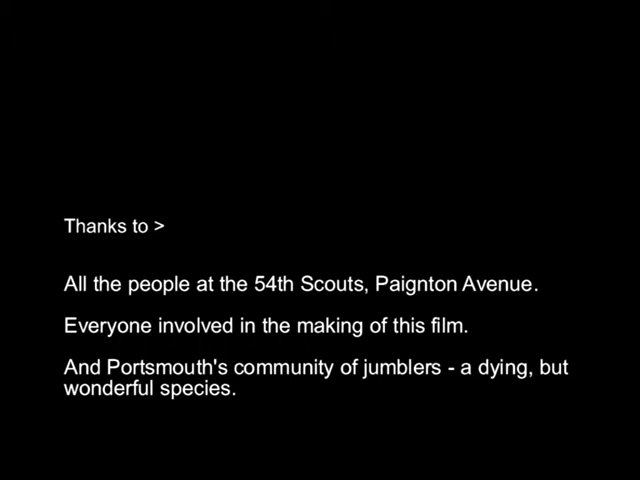 Thanks to >
All the people at the 54th Scouts, Paignton Avenue.
Everyone involved in the making of this film.
And Portsmouth's community of jumblers - a dying, but
wonderful species.